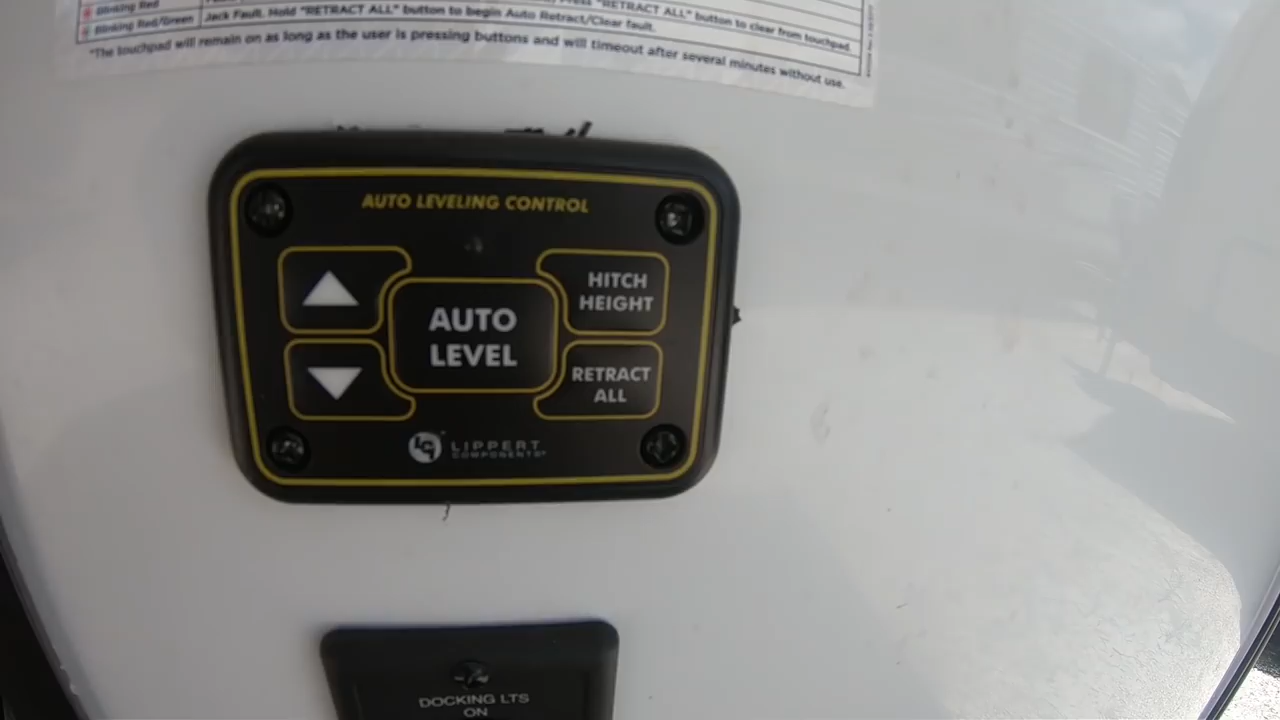 "RETRACT ALL" button to clear from touchpad.
Blinking Red
Blinking Red/Green Jack Fault. Hold "RETRACT ALL" button to begin Auto Retract/Clear fault.
*The touchpad will remain on as long as the user is pressing buttons and will timeout after several minutes without use.
AUTO LEVELING CONTROL
HITCH
HEIGHT
AUTO
LEVEL
RETRACT
ALL
LCI LIPPERT
COMPONENTS®
DOCKING LTS
ON